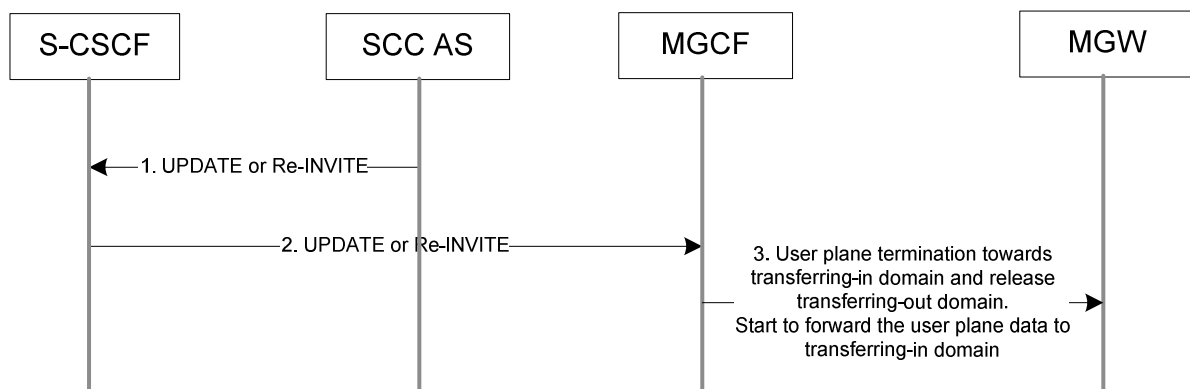 S-CSCF
SCC AS
MGCF
MGW
1. UPDATE or Re-INVITE
2. UPDATE or Re-INVITE
3. User plane termination towards
transferring-in domain and release
transferring-out domain.
Start to forward the user plane data to
transferring-in domain